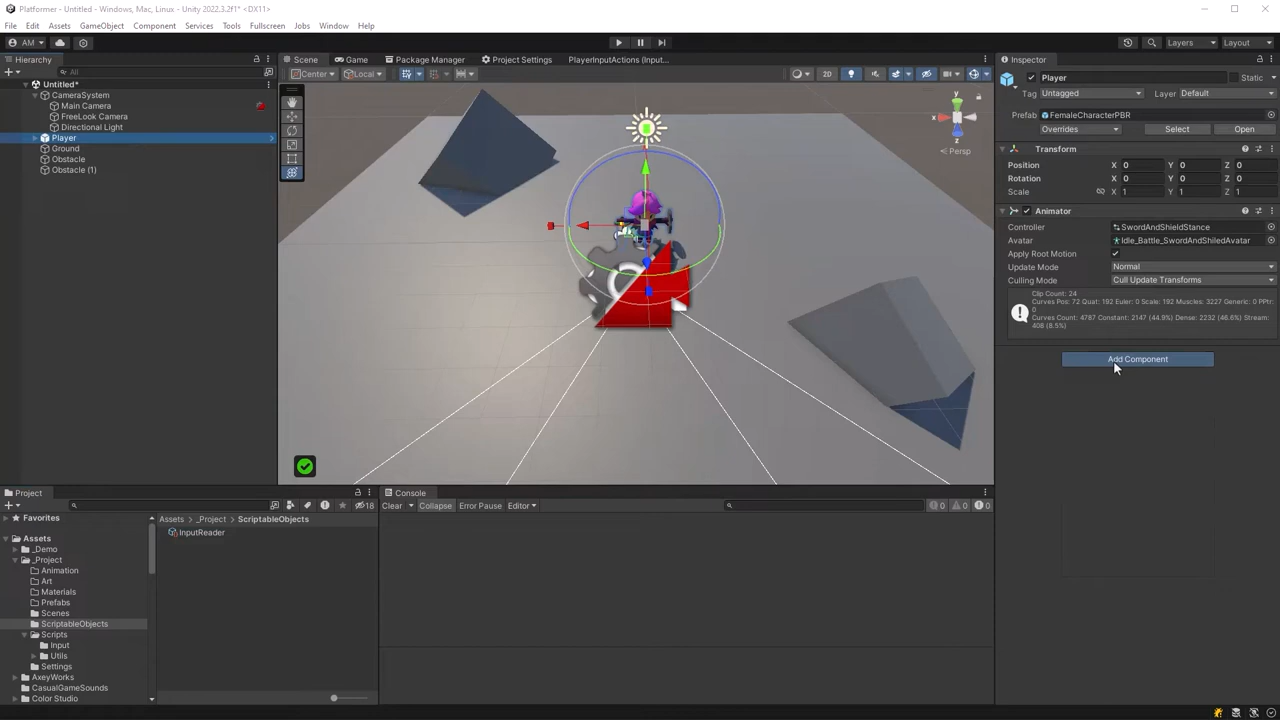 Platformer - Untitled - Windows, Mac, Linux - Unity 2022.3.2f1* <DX11>
File Edit Assets GameObject Component Services Tools Fullscreen Jobs Window Help
AM Layers Layout
Hierarchy Scene Game Package Manager Project Settings PlayerInputActions (Input... Inspector
All Center Local 2D
Untitled*
CameraSystem
Main Camera
FreeLook Camera
Directional Light
Player
Ground
Obstacle
Obstacle (1)
y
x
z
Persp
Player Static
Tag Untagged Layer Default
Prefab FemaleCharacterPBR
Overrides Select Open
Transform
Position X 0 Y 0 Z 0
Rotation X 0 Y 0 Z 0
Scale X 1 Y 1 Z 1
Animator
Controller SwordAndShieldStance
Avatar Idle_Battle_SwordAndShiledAvatar
Apply Root Motion
Update Mode Normal
Culling Mode Cull Update Transforms
Clip Count: 24
Curves Pos: 72 Quat: 192 Euler: 0 Scale: 192 Muscles: 3227 Generic: 0 PPtr:
0
Curves Count: 4787 Constant: 2147 (44.9%) Dense: 2232 (46.6%) Stream:
408 (8.5%)
Add Component
Project
18
Favorites
Assets
_Demo
_Project
Animation
Art
Materials
Prefabs
Scenes
ScriptableObjects
Scripts
Input
Utils
Settings
AxeyWorks
CasualGameSounds
Color Studio
Assets > _Project > ScriptableObjects
InputReader
Console
Clear Collapse Error Pause Editor 0 0 0